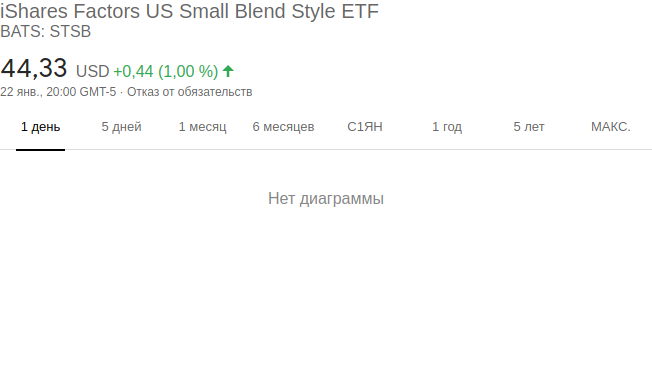 iShares Factors US Small Blend Style ETF
BATS: STSB
44,33 USD +0,44 (1,00 %)
22 янв., 20:00 GMT-5 · Отказ от обязательств
1 день 5 дней 1 месяц 6 месяцев С1ЯН 1 год 5 лет МАКС.
Нет диаграммы